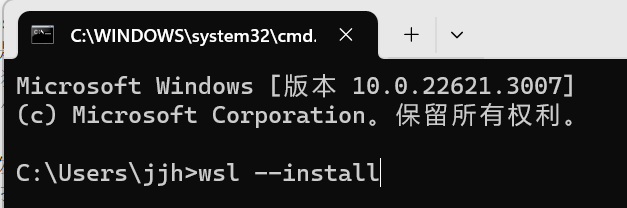 C:\WINDOWS\system32\cmd.
Microsoft Windows [版本 10.0.22621.3007]
(c) Microsoft Corporation。保留所有权利。
C:\Users\jjh>wsl --install